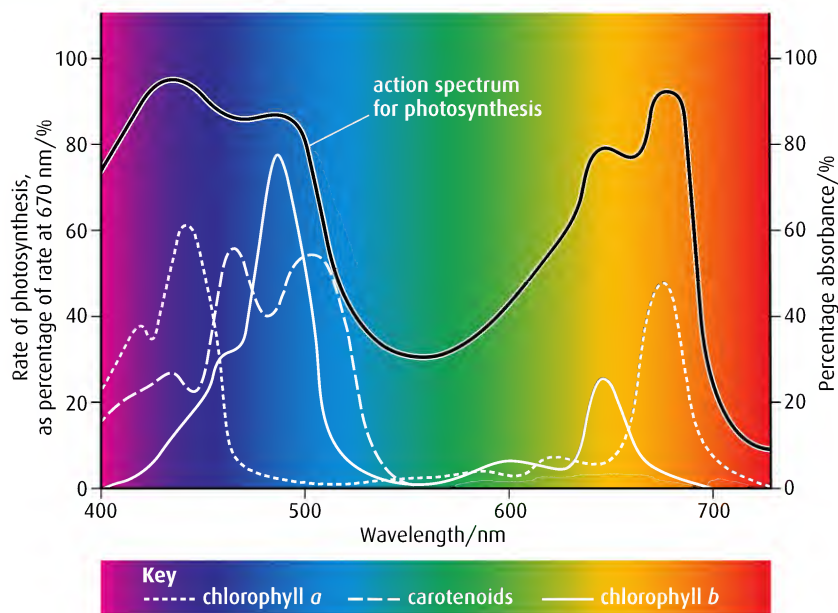 100
80
60
40
20
0
Rate of photosynthesis,
as percentage of rate at 670 nm/%
action spectrum
for photosynthesis
100
80
60
40
20
0
Percentage absorbance/%
400
500
600
700
Wavelength/nm
Key
chlorophyll a
carotenoids
chlorophyll b